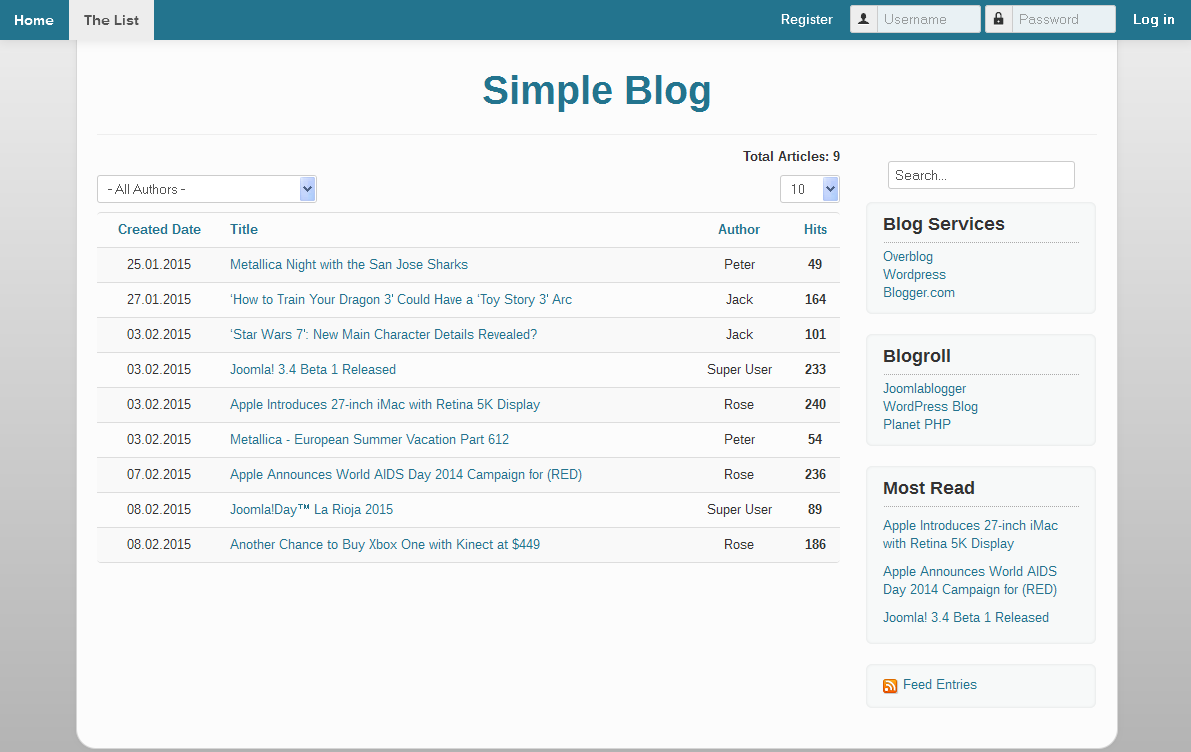 Home The List Register Username Password Log in
Simple Blog
Total Articles: 9
- All Authors - 10
Created Date Title Author Hits
25.01.2015 Metallica Night with the San Jose Sharks Peter 49
27.01.2015 ‘How to Train Your Dragon 3' Could Have a ‘Toy Story 3' Arc Jack 164
03.02.2015 ‘Star Wars 7': New Main Character Details Revealed? Jack 101
03.02.2015 Joomla! 3.4 Beta 1 Released Super User 233
03.02.2015 Apple Introduces 27-inch iMac with Retina 5K Display Rose 240
03.02.2015 Metallica - European Summer Vacation Part 612 Peter 54
07.02.2015 Apple Announces World AIDS Day 2014 Campaign for (RED) Rose 236
08.02.2015 Joomla!Day™ La Rioja 2015 Super User 89
08.02.2015 Another Chance to Buy Xbox One with Kinect at $449 Rose 186
Search...
Blog Services
Overblog
Wordpress
Blogger.com
Blogroll
Joomlablogger
WordPress Blog
Planet PHP
Most Read
Apple Introduces 27-inch iMac
with Retina 5K Display
Apple Announces World AIDS
Day 2014 Campaign for (RED)
Joomla! 3.4 Beta 1 Released
Feed Entries